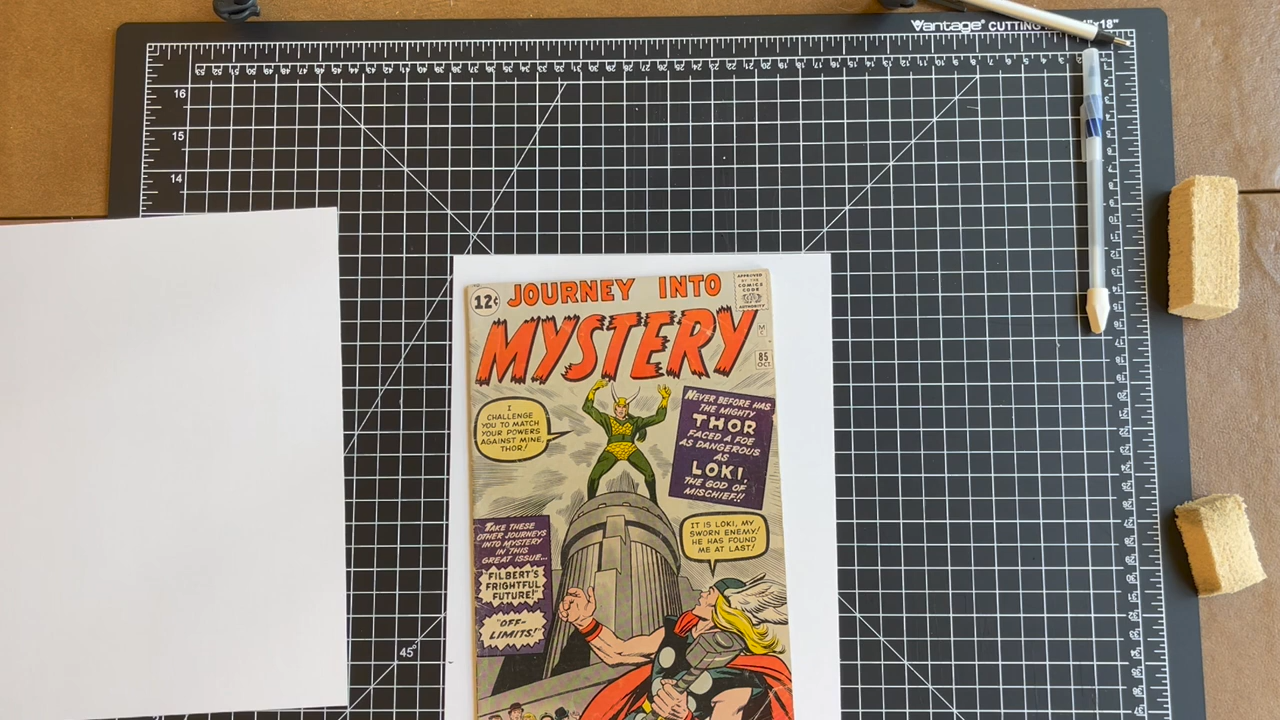 Vantage® CUTTING
16
15
14
45°
12¢
JOURNEY INTO
MYSTERY
APPROVED
BY THE
COMICS
CODE
AUTHORITY
MC
85
OCT.
I
CHALLENGE
YOU TO MATCH
YOUR POWERS
AGAINST MINE,
THOR!
NEVER BEFORE HAS
THE MIGHTY
THOR
FACED A FOE
AS DANGEROUS
AS
LOKI,
THE GOD OF
MISCHIEF!!
TAKE THESE
OTHER JOURNEYS
INTO MYSTERY
IN THIS
GREAT ISSUE...
"FILBERT'S
FRIGHTFUL
FUTURE!"
"OFF-
LIMITS!"
IT IS LOKI, MY
SWORN ENEMY!
HE HAS FOUND
ME AT LAST!